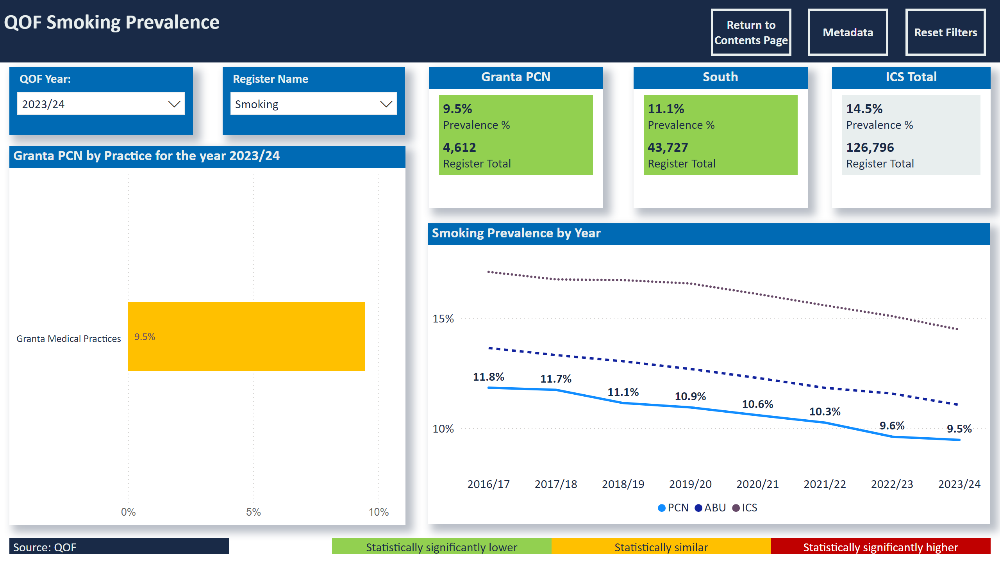 QOF Smoking Prevalence
Return to
Contents Page
Metadata
Reset Filters
QOF Year:
2023/24
Register Name
Smoking
Granta PCN
9.5%
Prevalence %
4,612
Register Total
South
11.1%
Prevalence %
43,727
Register Total
ICS Total
14.5%
Prevalence %
126,796
Register Total
Granta PCN by Practice for the year 2023/24
Granta Medical Practices
9.5%
0%
5%
10%
Smoking Prevalence by Year
15%
10%
11.8%
11.7%
11.1%
10.9%
10.6%
10.3%
9.6%
9.5%
2016/17
2017/18
2018/19
2019/20
2020/21
2021/22
2022/23
2023/24
PCN
ABU
ICS
Source: QOF
Statistically significantly lower
Statistically similar
Statistically significantly higher